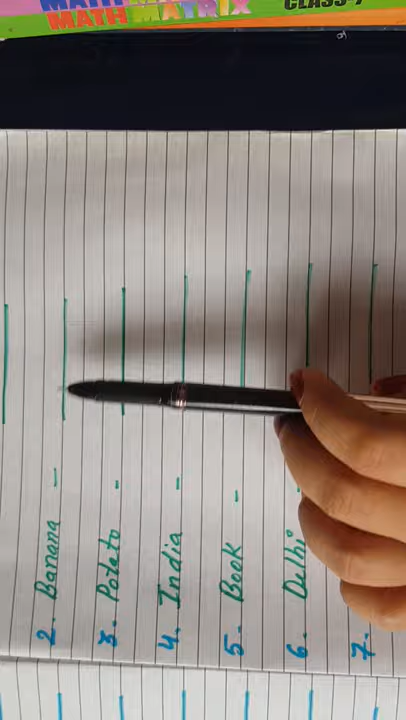 MATH MATRIX
CLASS-7
2. Banana -
3. Potato -
4. India -
5. Book -
6. Delhi -
7.